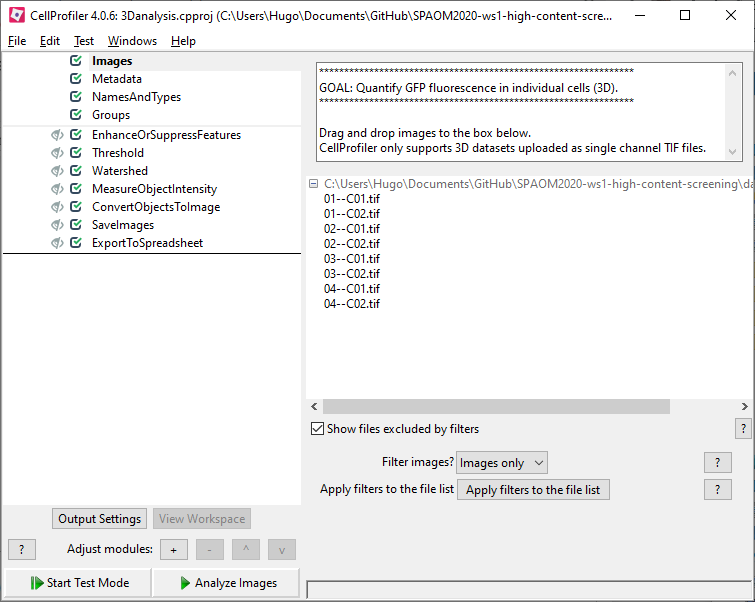 CellProfiler 4.0.6: 3Danalysis.cpproj (C:\Users\Hugo\Documents\GitHub\SPAOM2020-ws1-high-content-scree...
File Edit Test Windows Help
Images
Metadata
NamesAndTypes
Groups
EnhanceOrSuppressFeatures
Threshold
Watershed
MeasureObjectIntensity
ConvertObjectsToImage
SaveImages
ExportToSpreadsheet
Output Settings View Workspace
? Adjust modules: + - ^ v
Start Test Mode Analyze Images
***************************************************************
GOAL: Quantify GFP fluorescence in individual cells (3D).
***************************************************************
Drag and drop images to the box below.
CellProfiler only supports 3D datasets uploaded as single channel TIF files.
C:\Users\Hugo\Documents\GitHub\SPAOM2020-ws1-high-content-screening\da
01--C01.tif
01--C02.tif
02--C01.tif
02--C02.tif
03--C01.tif
03--C02.tif
04--C01.tif
04--C02.tif
Show files excluded by filters ?
Filter images? Images only ?
Apply filters to the file list Apply filters to the file list ?